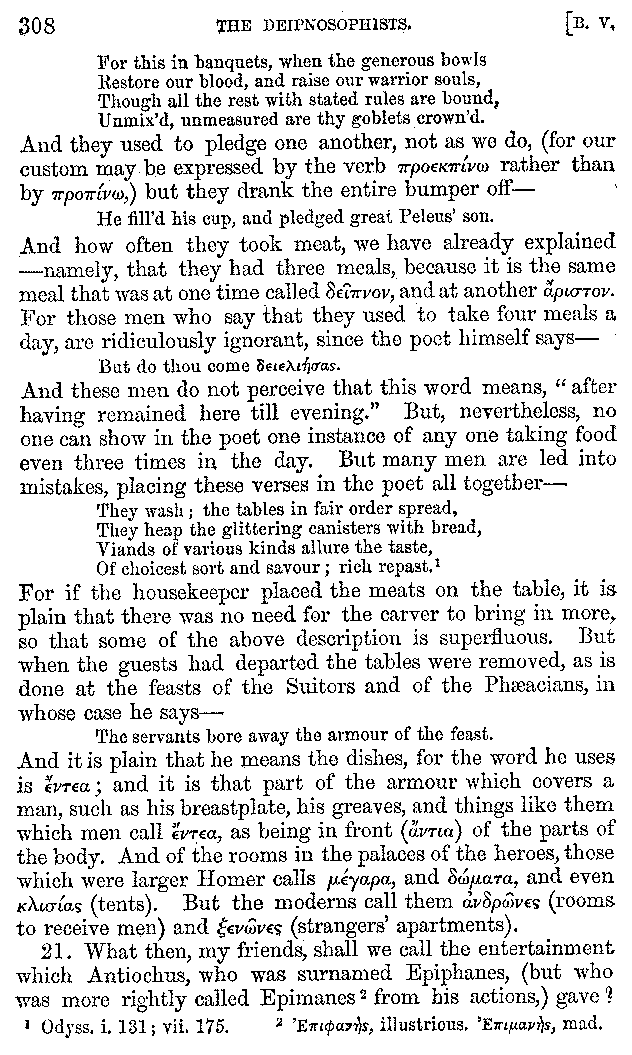 308 THE DEIPNOSOPHISTS. [B. V.
For this in banquets, when the generous bowls
Restore our blood, and raise our warrior souls,
Though all the rest with stated rules are bound,
Unmix'd, unmeasured are thy goblets crown'd.
And they used to pledge one another, not as we do, (for our
custom may be expressed by the verb προεκπίνω rather than
by προπίνω,) but they drank the entire bumper off—
He fill'd his cup, and pledged great Peleus' son.
And how often they took meat, we have already explained
—namely, that they had three meals, because it is the same
meal that was at one time called δεῖπνον, and at another ἄριστον.
For those men who say that they used to take four meals a
day, are ridiculously ignorant, since the poet himself says—
But do thou come δειελιήσας.
And these men do not perceive that this word means, "after
having remained here till evening." But, nevertheless, no
one can show in the poet one instance of any one taking food
even three times in the day. But many men are led into
mistakes, placing these verses in the poet all together—
They wash; the tables in fair order spread,
They heap the glittering canisters with bread,
Viands of various kinds allure the taste,
Of choicest sort and savour; rich repast.¹
For if the housekeeper placed the meats on the table, it is
plain that there was no need for the carver to bring in more,
so that some of the above description is superfluous. But
when the guests had departed the tables were removed, as is
done at the feasts of the Suitors and of the Phæacians, in
whose case he says—
The servants bore away the armour of the feast.
And it is plain that he means the dishes, for the word he uses
is ἔντεα; and it is that part of the armour which covers a
man, such as his breastplate, his greaves, and things like them
which men call ἔντεα, as being in front (ἄντια) of the parts of
the body. And of the rooms in the palaces of the heroes, those
which were larger Homer calls μέγαρα, and δώματα, and even
κλισίας (tents). But the moderns call them ἀνδρῶνες (rooms
to receive men) and ξενῶνες (strangers' apartments).
21. What then, my friends, shall we call the entertainment
which Antiochus, who was surnamed Epiphanes, (but who
was more rightly called Epimanes² from his actions,) gave?
¹ Odyss. i. 131; vii. 175. ² Ἐπιφανὴς, illustrious. Ἐπιμανὴς, mad.